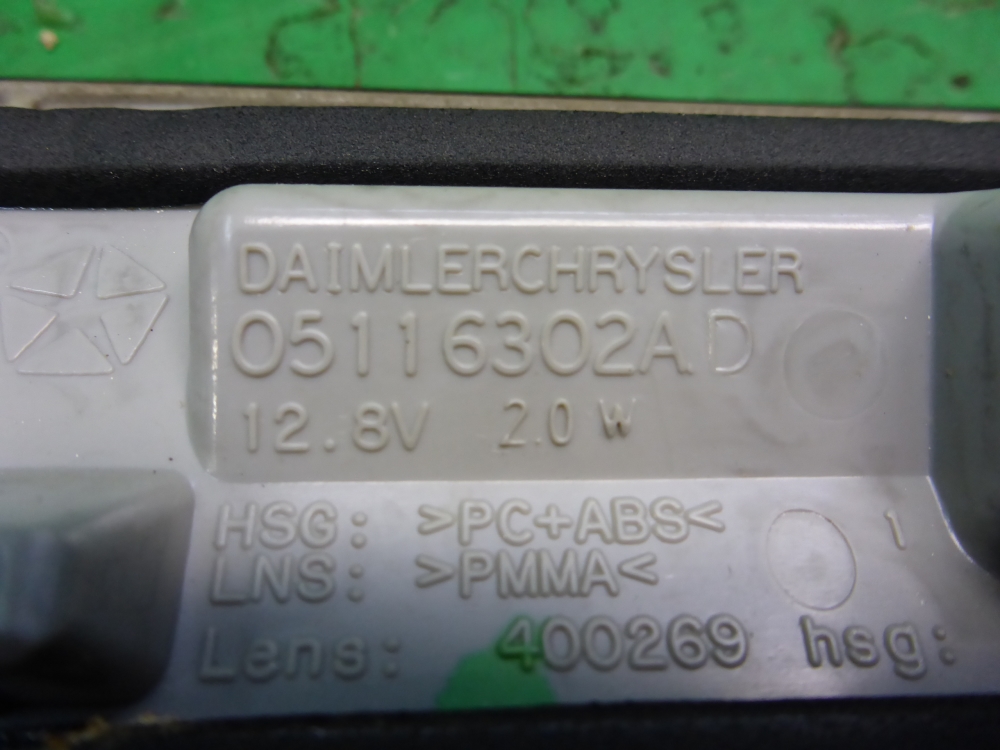 DAIMLERCHRYSLER
05116302AD
12.8V 2.0 W
HSG: >PC+ABS< 1
LNS: >PMMA<
Lens: 400269 hsg: